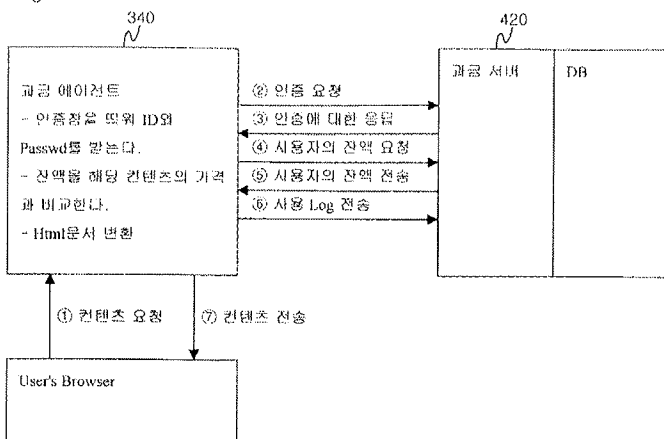 340
420
과금 에이전트
- 인증창을 띄워 ID와
Passwd를 받는다.
- 잔액을 해당 컨텐츠의 가격
과 비교한다.
- Html문서 변환
② 인증 요청
③ 인증에 대한 응답
④ 사용자의 잔액 요청
⑤ 사용자의 잔액 전송
⑥ 사용 Log 전송
과금 서버
DB
① 컨텐츠 요청
⑦ 컨텐츠 전송
User's Browser